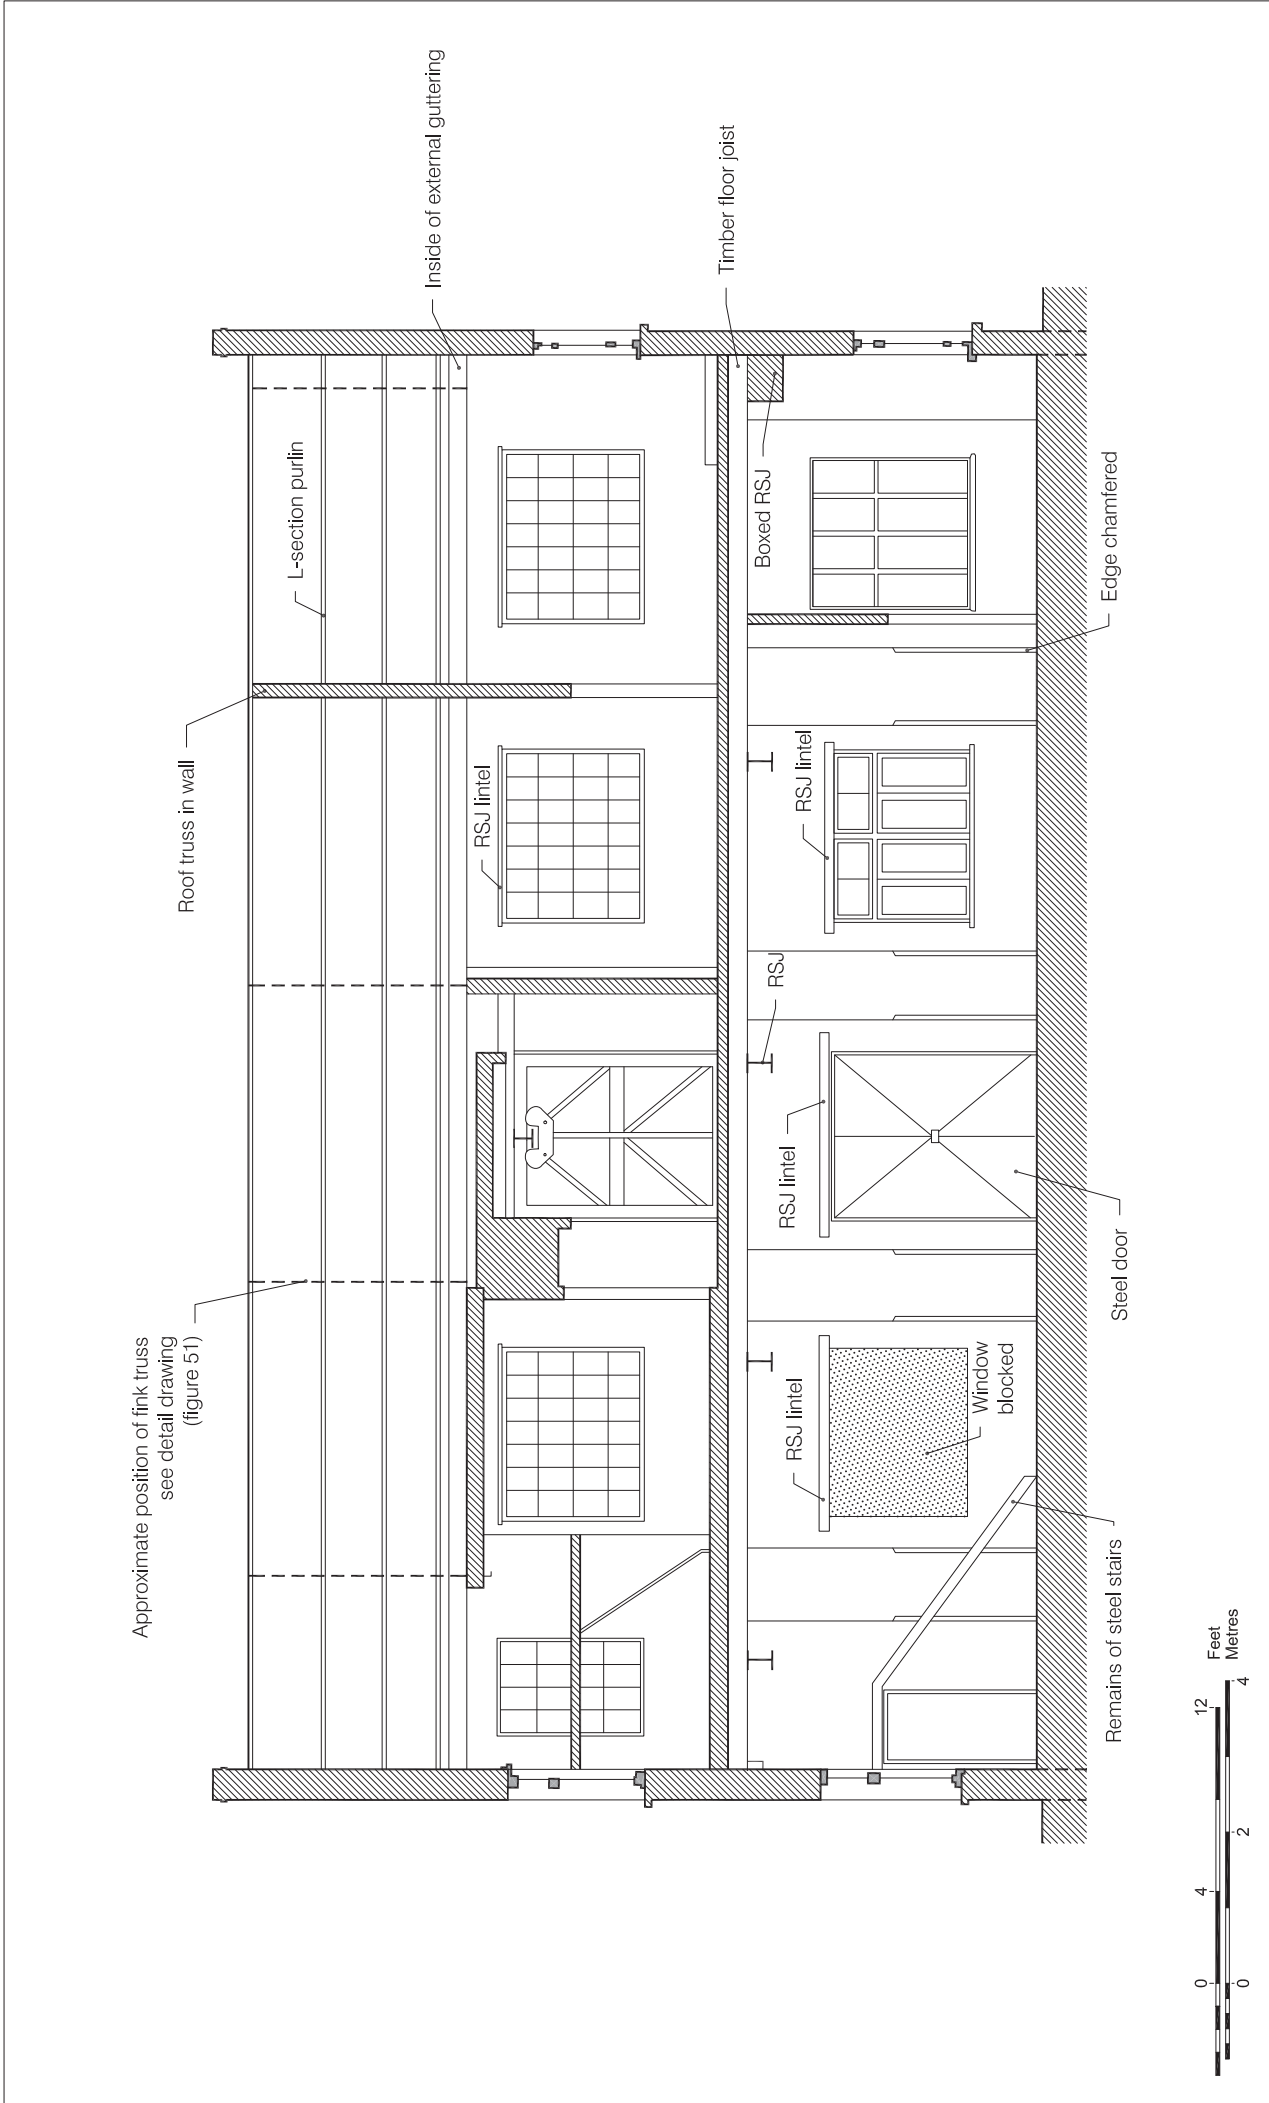 Approximate position of fink truss
see detail drawing
(figure 51)
Roof truss in wall
L-section purlin
Inside of external guttering
RSJ lintel
Timber floor joist
RSJ lintel
RSJ lintel
RSJ
RSJ lintel
Boxed RSJ
Window
blocked
Remains of steel stairs
Steel door
Edge chamfered
0 4 12 Feet
0 2 4 Metres